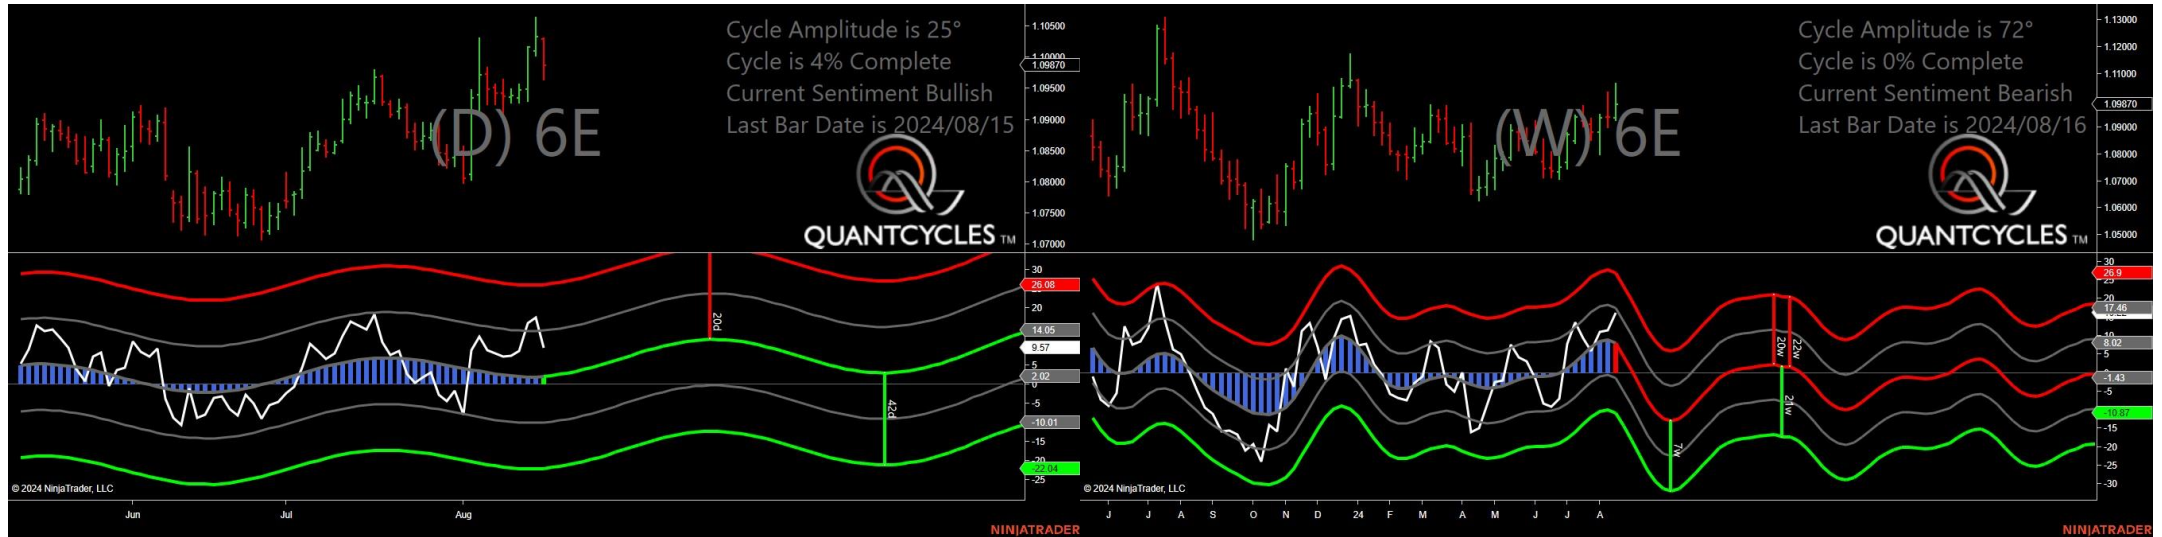 Cycle Amplitude is 25°
Cycle is 4% Complete
Current Sentiment Bullish
Last Bar Date is 2024/08/15
(D) 6E
QUANTCYCLES TM
1.10500
1.10000
1.09870
1.09500
1.09000
1.08500
1.08000
1.07500
1.07000
30
26.08
20
14.05
9.57
5
2.02
0
-5
-10.01
-15
-20
-22.04
-25
20d
42d
© 2024 NinjaTrader, LLC
Jun Jul Aug
NINJATRADER
Cycle Amplitude is 72°
Cycle is 0% Complete
Current Sentiment Bearish
Last Bar Date is 2024/08/16
(W) 6E
QUANTCYCLES TM
1.13000
1.12000
1.11000
1.09870
1.09000
1.08000
1.07000
1.06000
1.05000
30
26.9
25
20
17.46
10
8.02
5
-1.43
-5
-10.87
-15
-20
-25
-30
20w
22w
21w
7w
© 2024 NinjaTrader, LLC
J J A S O N D 24 F M A M J J A
NINJATRADER